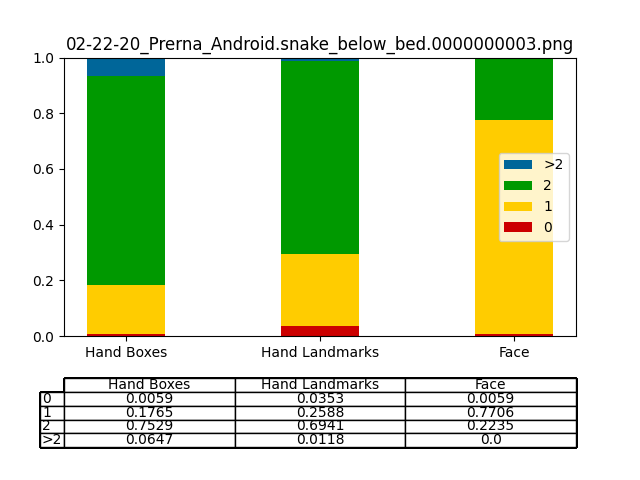 02-22-20_Prerna_Android.snake_below_bed.0000000003.png
1.0
0.8
0.6
0.4
0.2
0.0
>2
2
1
0
Hand Boxes Hand Landmarks Face
Hand Boxes Hand Landmarks Face
0 0.0059 0.0353 0.0059
1 0.1765 0.2588 0.7706
2 0.7529 0.6941 0.2235
>2 0.0647 0.0118 0.0